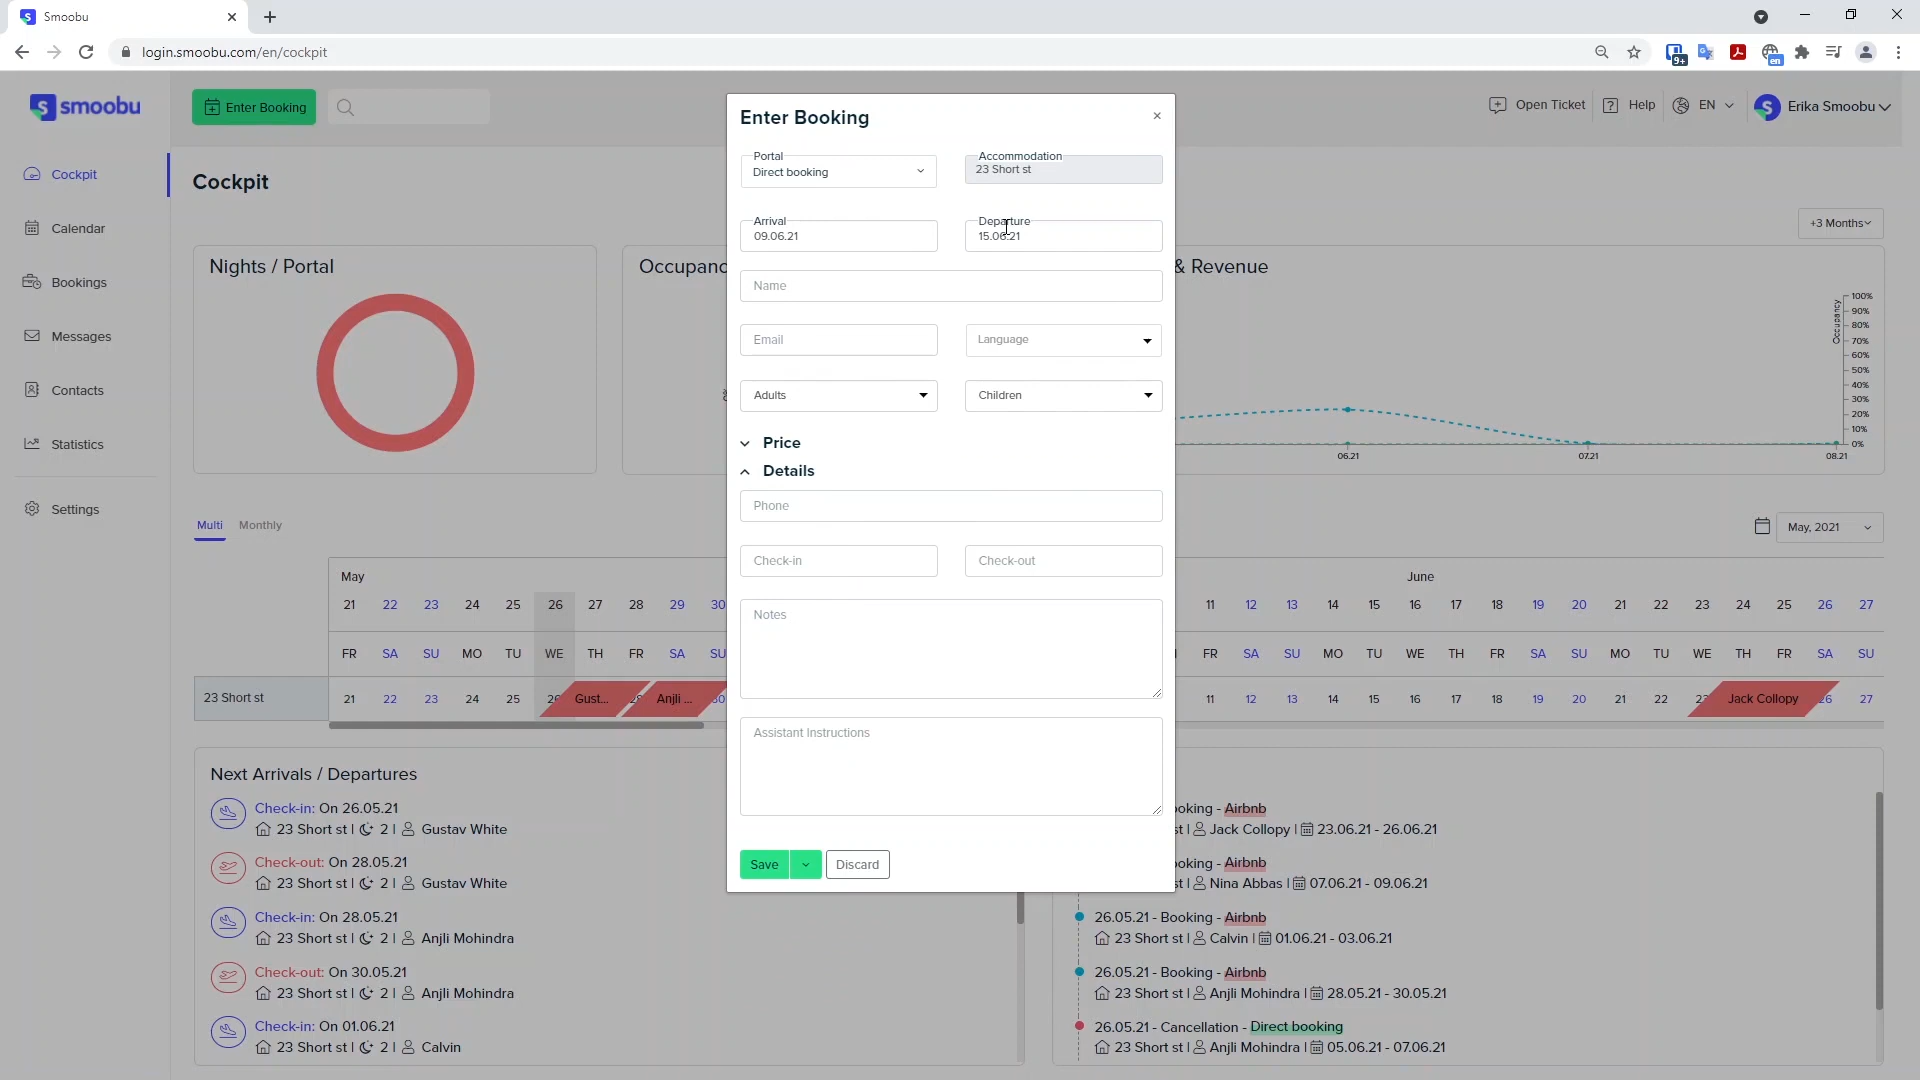 Smoobu
login.smoobu.com/en/cockpit
9+
en
smoobu
Enter Booking
Open Ticket
Help
EN
Erika Smoobu
Cockpit
Calendar
Bookings
Messages
Contacts
Statistics
Settings
Cockpit
+3 Months
Nights / Portal
Occupanc
& Revenue
Occupancy
100%
90%
80%
70%
60%
50%
40%
30%
20%
10%
0%
06.21
07.21
08.21
Enter Booking
Portal
Direct booking
Accommodation
23 Short st
Arrival
09.06.21
Departure
15.06.21
Name
Email
Language
Adults
Children
Price
Details
Phone
Check-in
Check-out
Notes
Assistant Instructions
Save
Discard
Multi
Monthly
May, 2021
May
June
21 22 23 24 25 26 27 28 29 30
11 12 13 14 15 16 17 18 19 20 21 22 23 24 25 26 27
FR SA SU MO TU WE TH FR SA SU
FR SA SU MO TU WE TH FR SA SU MO TU WE TH FR SA SU
23 Short st
21 22 23 24 25 26 Gust... 28 Anjli ... 30
11 12 13 14 15 16 17 18 19 20 21 22 23 Jack Collopy 26 27
Next Arrivals / Departures
Check-in: On 26.05.21
23 Short st | 2 | Gustav White
Check-out: On 28.05.21
23 Short st | 2 | Gustav White
Check-in: On 28.05.21
23 Short st | 2 | Anjli Mohindra
Check-out: On 30.05.21
23 Short st | 2 | Anjli Mohindra
Check-in: On 01.06.21
23 Short st | 2 | Calvin
ooking - Airbnb
st | Jack Collopy | 23.06.21 - 26.06.21
ooking - Airbnb
st | Nina Abbas | 07.06.21 - 09.06.21
26.05.21 - Booking - Airbnb
23 Short st | Calvin | 01.06.21 - 03.06.21
26.05.21 - Booking - Airbnb
23 Short st | Anjli Mohindra | 28.05.21 - 30.05.21
26.05.21 - Cancellation - Direct booking
23 Short st | Anjli Mohindra | 05.06.21 - 07.06.21